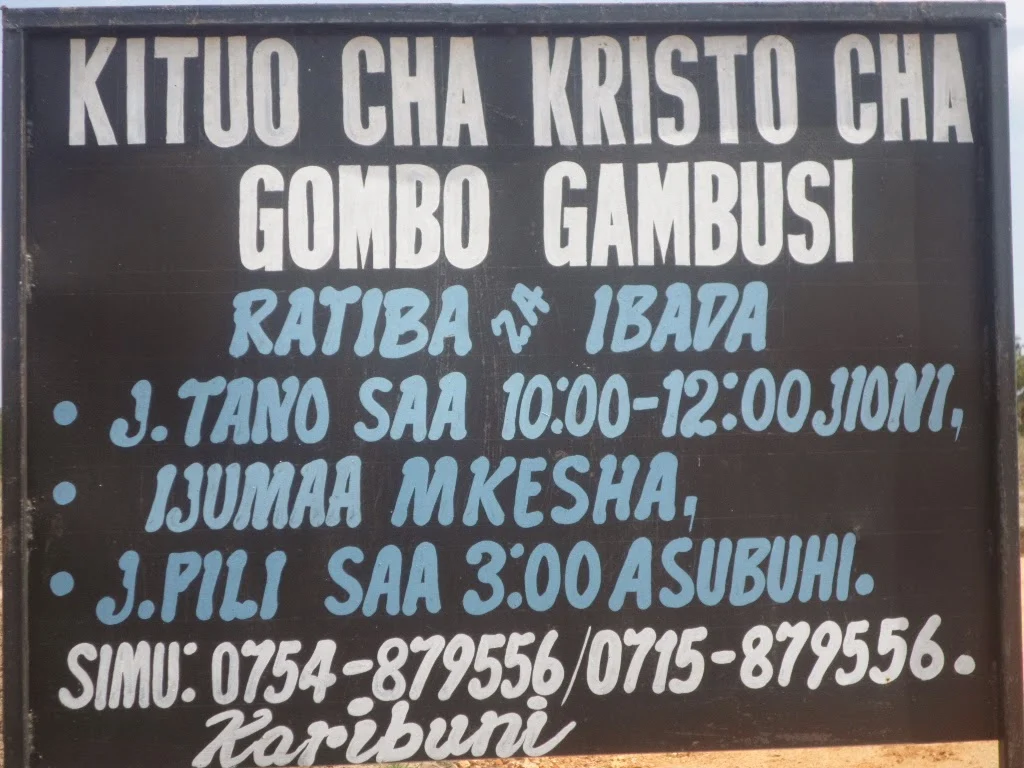 KITUO CHA KRISTO CHA
GOMBO GAMBUSI
RATIBA ZA IBADA
• J.TANO SAA 10:00-12:00 JIONI,
• IJUMAA MKESHA,
• J.PILI SAA 3:00 ASUBUHI.
SIMU: 0754-879556/0715-879556.
Karibuni